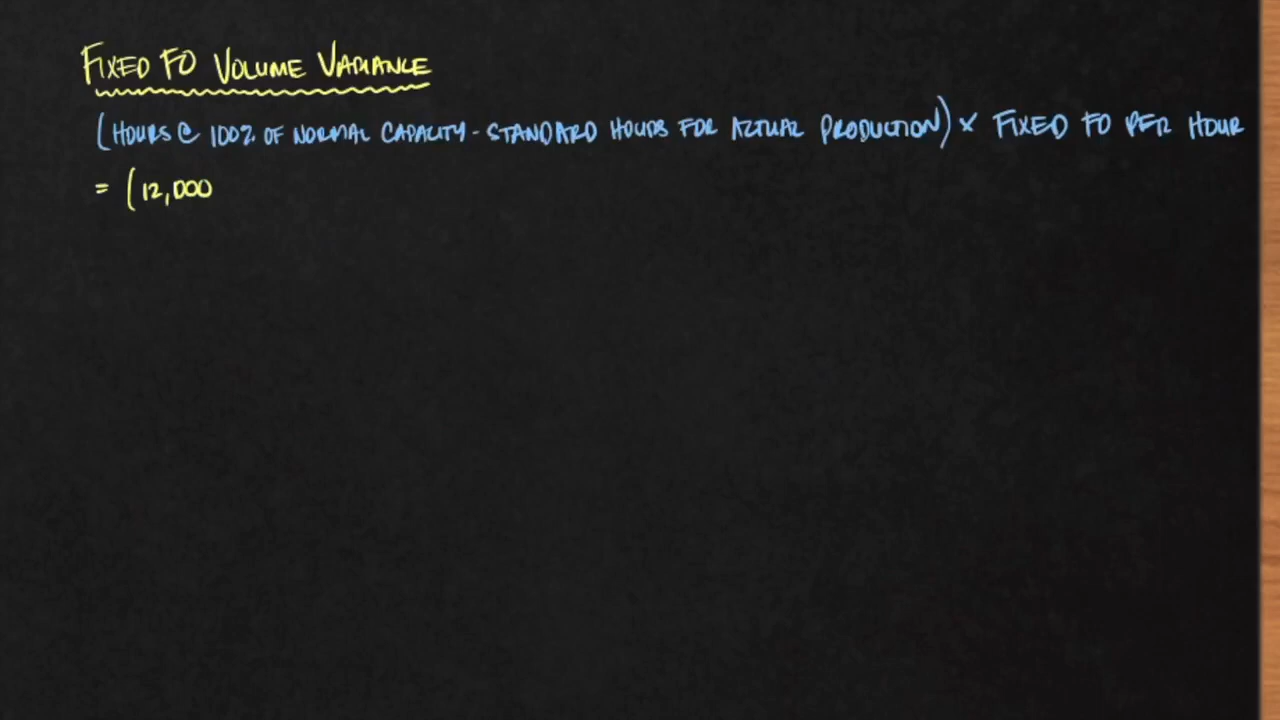 FIXED FO VOLUME VARIANCE
(HOURS @ 100% OF NORMAL CAPACITY - STANDARD HOURS FOR ACTUAL PRODUCTION) × FIXED FO PER HOUR
= (12,000